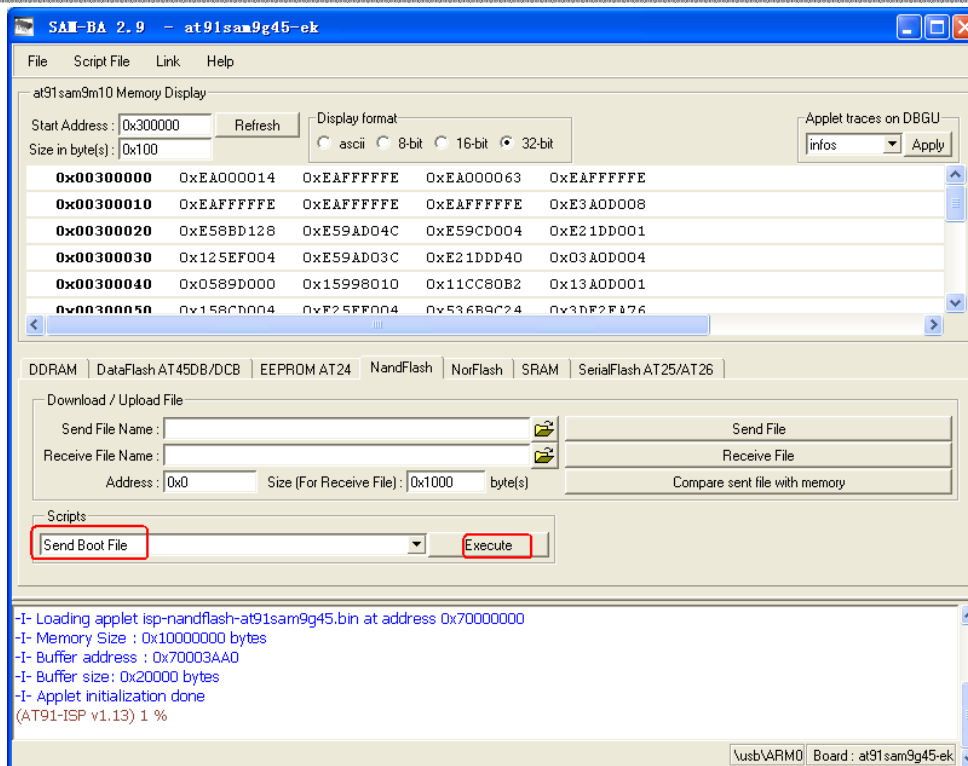 SAM-BA 2.9 - at91sam9g45-ek
File Script File Link Help
at91sam9m10 Memory Display
Start Address : 0x300000 Refresh
Size in byte(s) : 0x100
Display format
ascii 8-bit 16-bit 32-bit
Applet traces on DBGU
infos Apply
0x00300000 0xEA000014 0xEAFFFFFE 0xEA000063 0xEAFFFFFE
0x00300010 0xEAFFFFFE 0xEAFFFFFE 0xEAFFFFFE 0xE3A0D008
0x00300020 0xE58BD128 0xE59AD04C 0xE59CD004 0xE21DD001
0x00300030 0x125EF004 0xE59AD03C 0xE21DDD40 0x03A0D004
0x00300040 0x0589D000 0x15998010 0x11CC80B2 0x13A0D001
0x00300050 0x158CD004 0xE25EF004 0x536B9C24 0x3DF2FA76
DDRAM DataFlash AT45DB/DCB EEPROM AT24 NandFlash NorFlash SRAM SerialFlash AT25/AT26
Download / Upload File
Send File Name : Send File
Receive File Name : Receive File
Address : 0x0 Size (For Receive File) : 0x1000 byte(s) Compare sent file with memory
Scripts
Send Boot File Execute
-I- Loading applet isp-nandflash-at91sam9g45.bin at address 0x70000000
-I- Memory Size : 0x10000000 bytes
-I- Buffer address : 0x70003AA0
-I- Buffer size: 0x20000 bytes
-I- Applet initialization done
(AT91-ISP v1.13) 1 %
\usb\ARM0 Board : at91sam9g45-ek